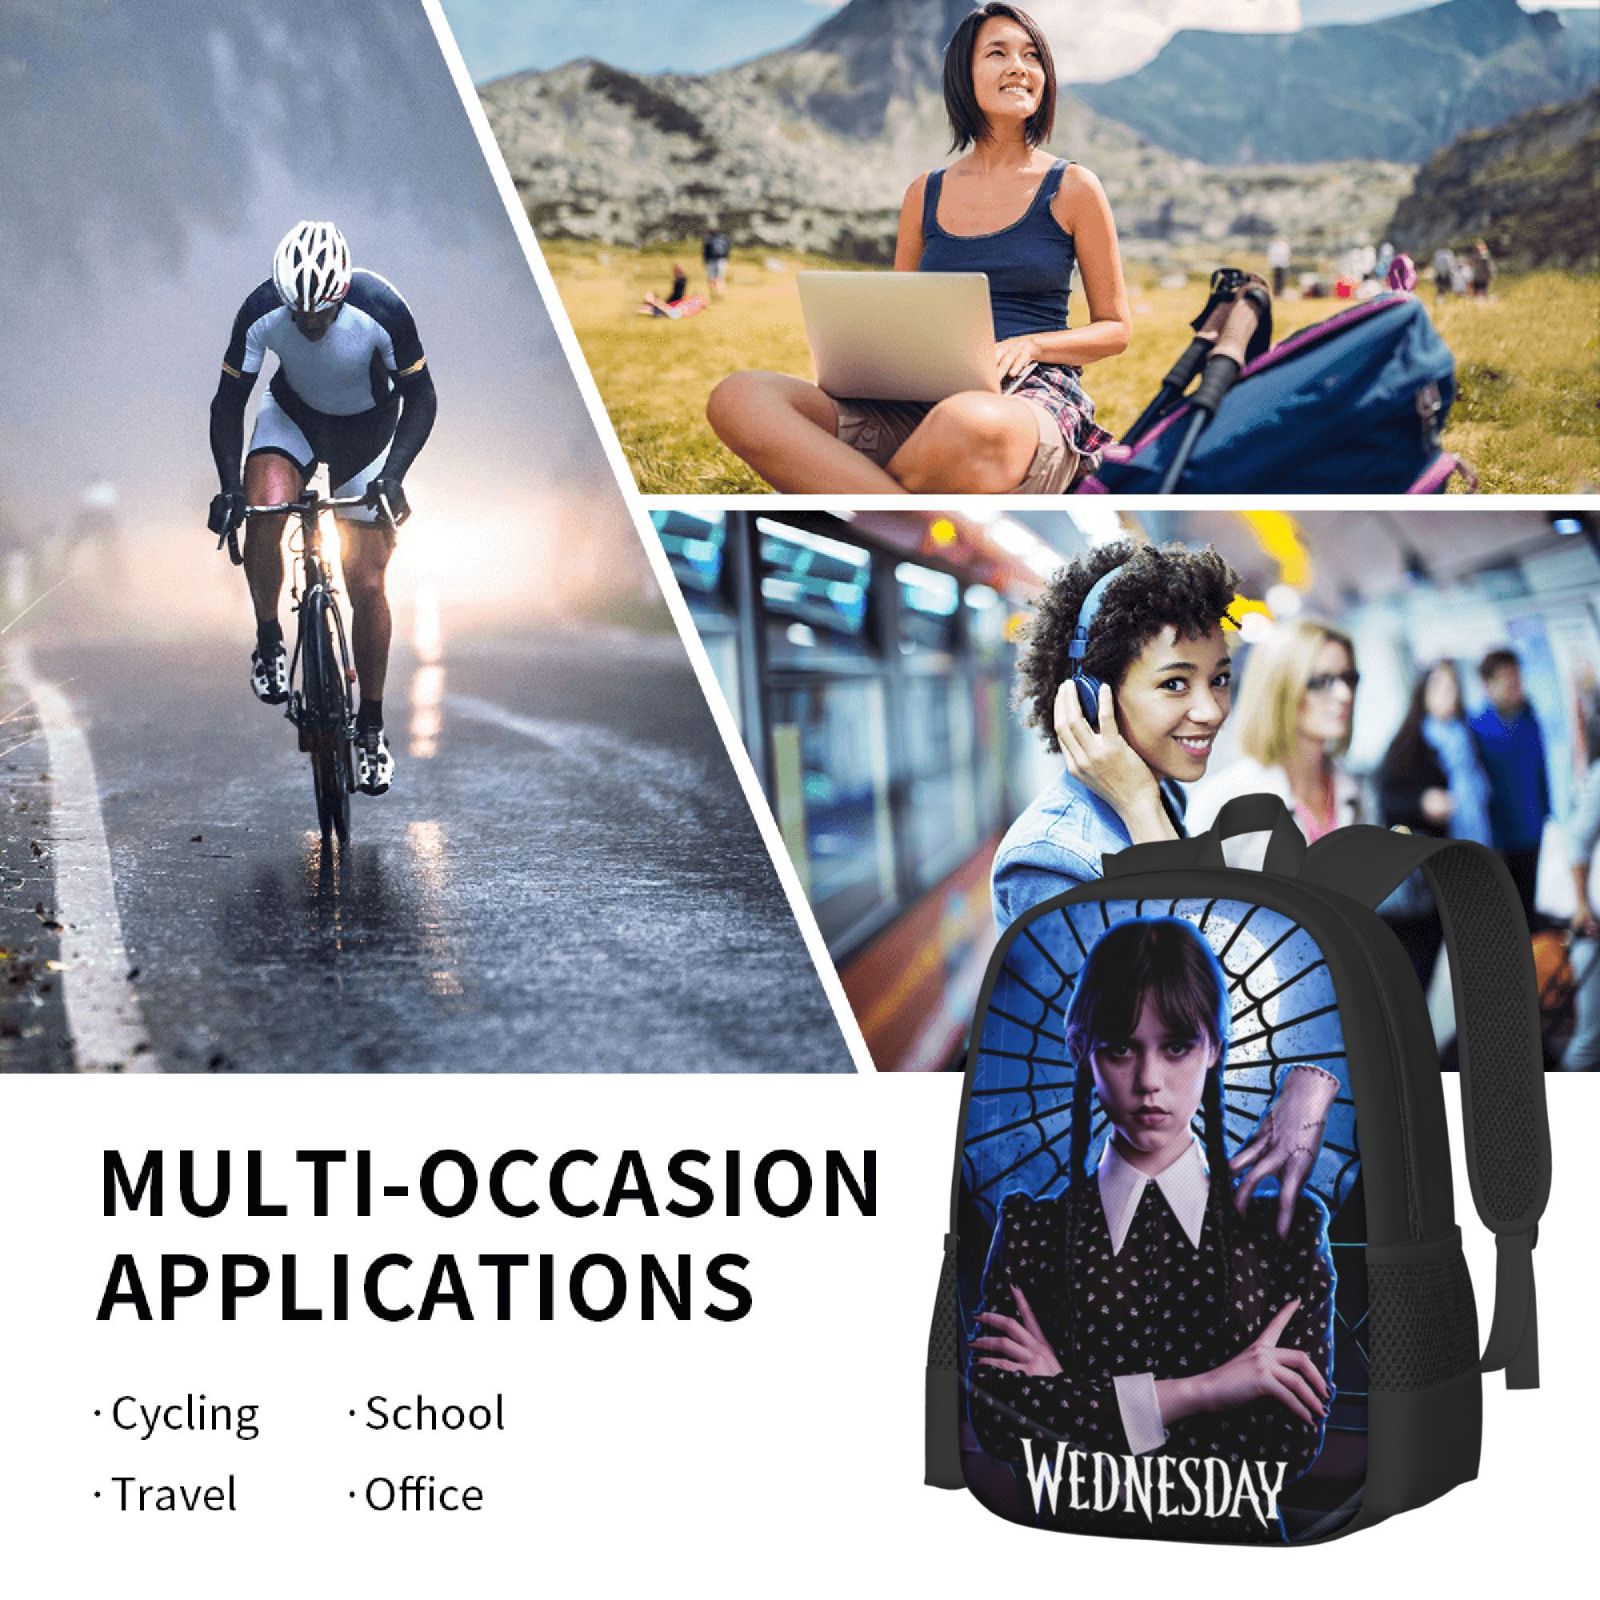 MULTI-OCCASION
APPLICATIONS
· Cycling
· School
· Travel
· Office
WEDNESDAY